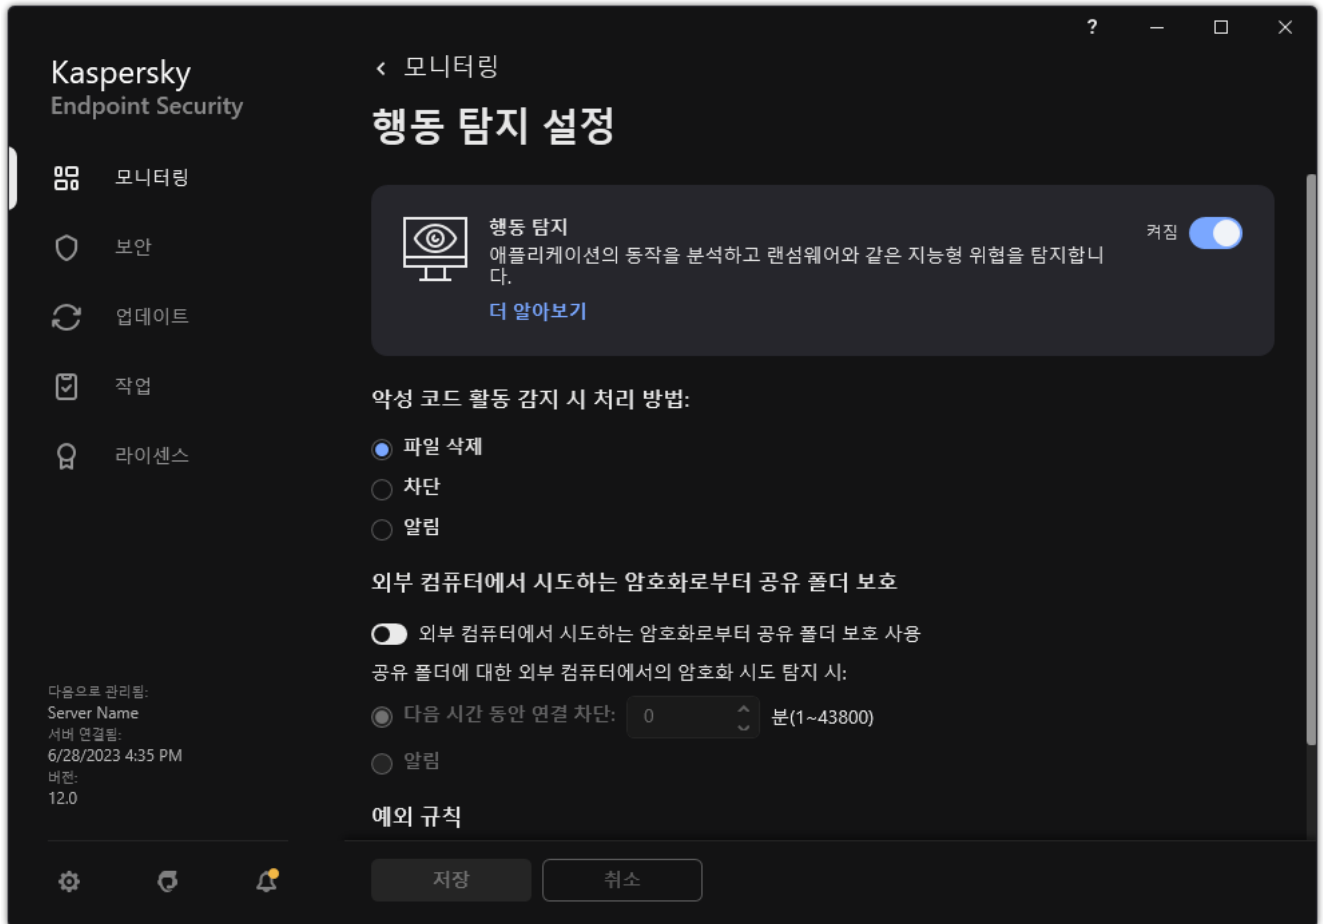 ?
Kaspersky
Endpoint Security
모니터링
보안
업데이트
작업
라이센스
다음으로 관리됨:
Server Name
서버 연결됨:
6/28/2023 4:35 PM
버전:
12.0
모니터링
행동 탐지 설정
행동 탐지
애플리케이션의 동작을 분석하고 랜섬웨어와 같은 지능형 위협을 탐지합니
다.
더 알아보기
켜짐
악성 코드 활동 감지 시 처리 방법:
파일 삭제
차단
알림
외부 컴퓨터에서 시도하는 암호화로부터 공유 폴더 보호
외부 컴퓨터에서 시도하는 암호화로부터 공유 폴더 보호 사용
공유 폴더에 대한 외부 컴퓨터에서의 암호화 시도 탐지 시:
다음 시간 동안 연결 차단: 0 분(1~43800)
알림
예외 규칙
저장
취소